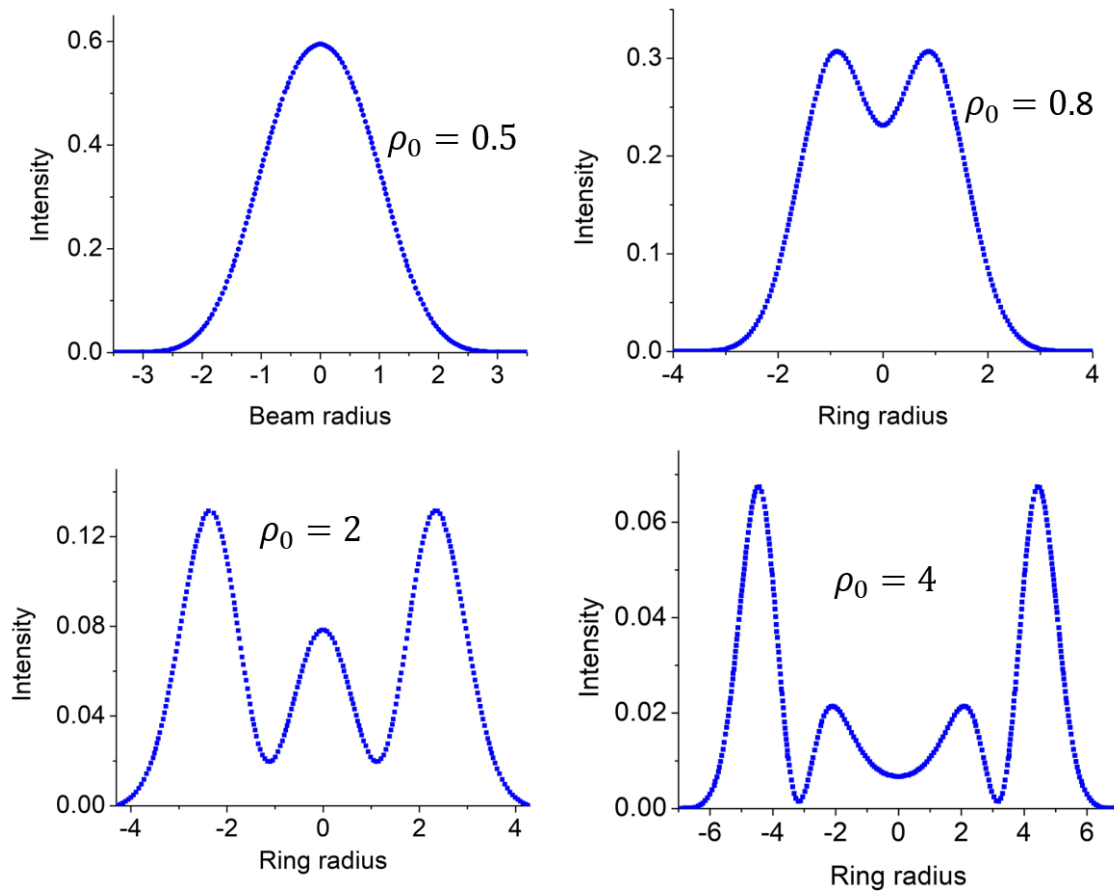 0.6
0.4
0.2
0.0
Intensity
ρ₀ = 0.5
-3 -2 -1 0 1 2 3
Beam radius
0.3
0.2
0.1
0.0
Intensity
ρ₀ = 0.8
-4 -2 0 2 4
Ring radius
0.12
0.08
0.04
0.00
Intensity
ρ₀ = 2
-4 -2 0 2 4
Ring radius
0.06
0.04
0.02
0.00
Intensity
ρ₀ = 4
-6 -4 -2 0 2 4 6
Ring radius